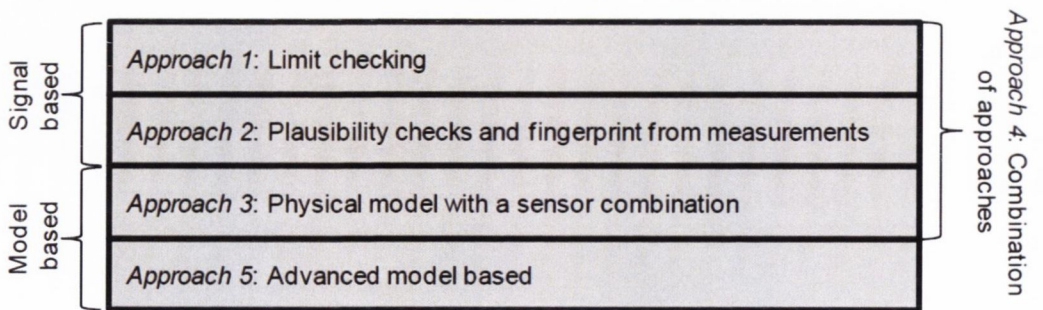 Signal
based
Approach 1: Limit checking
Approach 2: Plausibility checks and fingerprint from measurements
Model
based
Approach 3: Physical model with a sensor combination
Approach 5: Advanced model based
Approach 4: Combination
of approaches